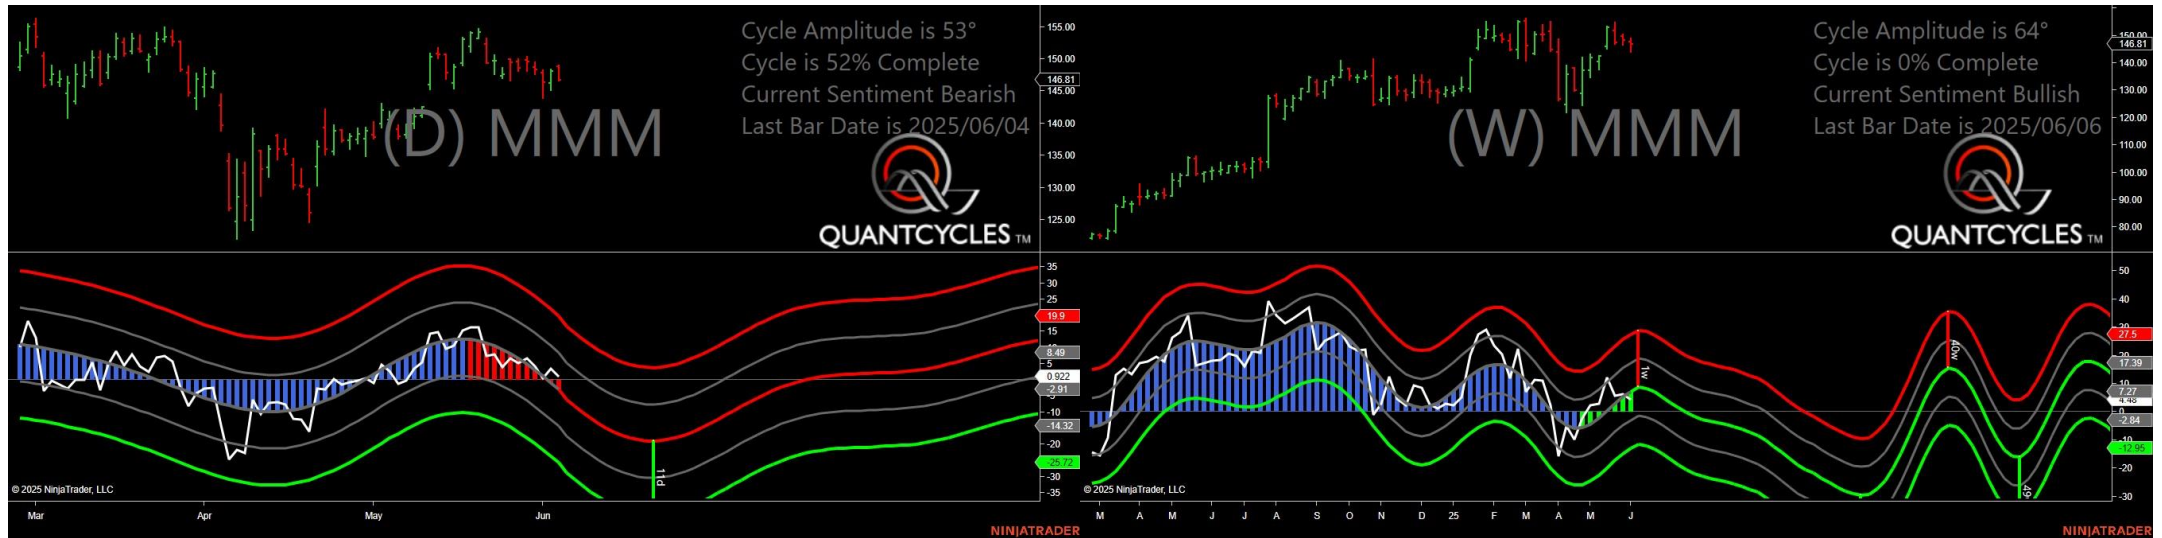 Cycle Amplitude is 53°
Cycle is 52% Complete
Current Sentiment Bearish
Last Bar Date is 2025/06/04
(D) MMM
QUANTCYCLES TM
155.00
150.00
146.81
145.00
140.00
135.00
130.00
125.00
35
30
25
19.9
15
8.49
5
0.922
-2.91
-10
-14.32
-20
-25.72
-30
-35
11d
© 2025 NinjaTrader, LLC
Mar Apr May Jun
NINJATRADER
Cycle Amplitude is 64°
Cycle is 0% Complete
Current Sentiment Bullish
Last Bar Date is 2025/06/06
(W) MMM
QUANTCYCLES TM
150.00
146.81
140.00
130.00
120.00
110.00
100.00
90.00
80.00
50
40
27.5
17.39
10
7.27
4.48
0
-2.84
-10
-12.95
-20
-30
1w
40w
49
© 2025 NinjaTrader, LLC
M A M J J A S O N D 25 F M A M J
NINJATRADER